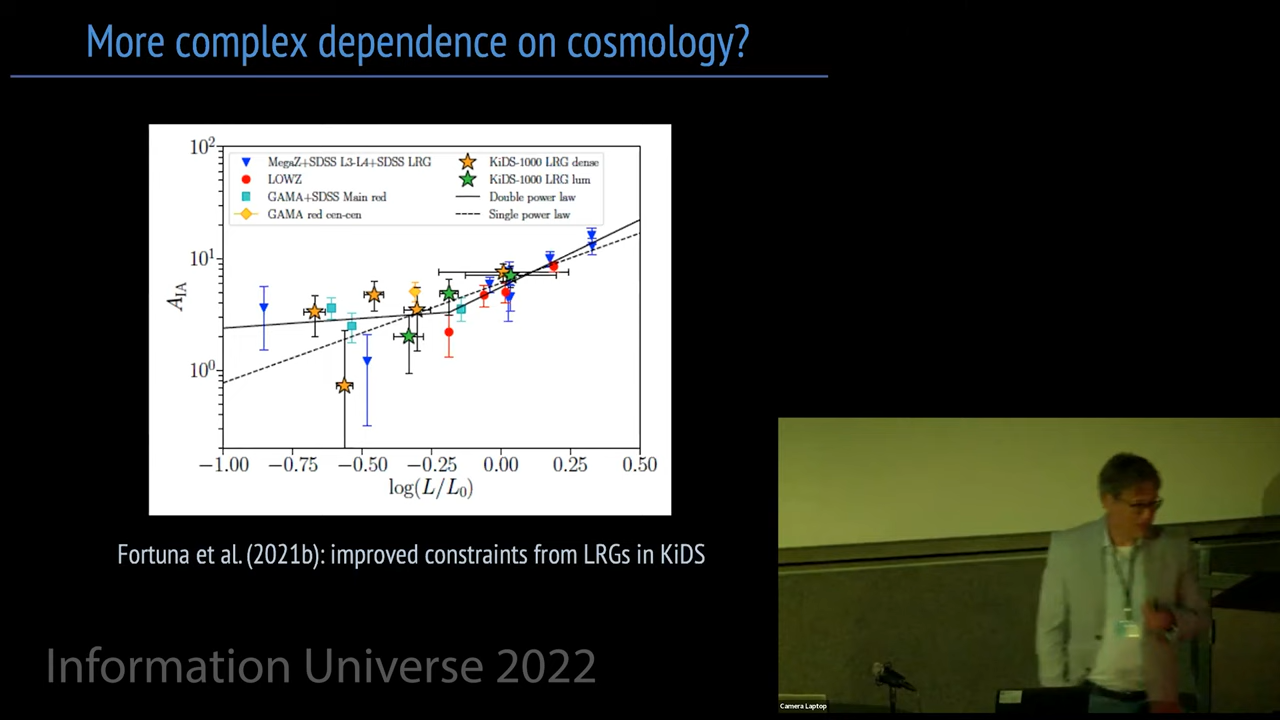 More complex dependence on cosmology?
10²
10¹
10⁰
A_IA
MegaZ+SDSS L3-L4+SDSS LRG
LOWZ
GAMA+SDSS Main red
GAMA red cen-cen
KiDS-1000 LRG dense
KiDS-1000 LRG lum
Double power law
Single power law
−1.00 −0.75 −0.50 −0.25 0.00 0.25 0.50
log(L/L₀)
Fortuna et al. (2021b): improved constraints from LRGs in KiDS
Information Universe 2022
Camera Laptop